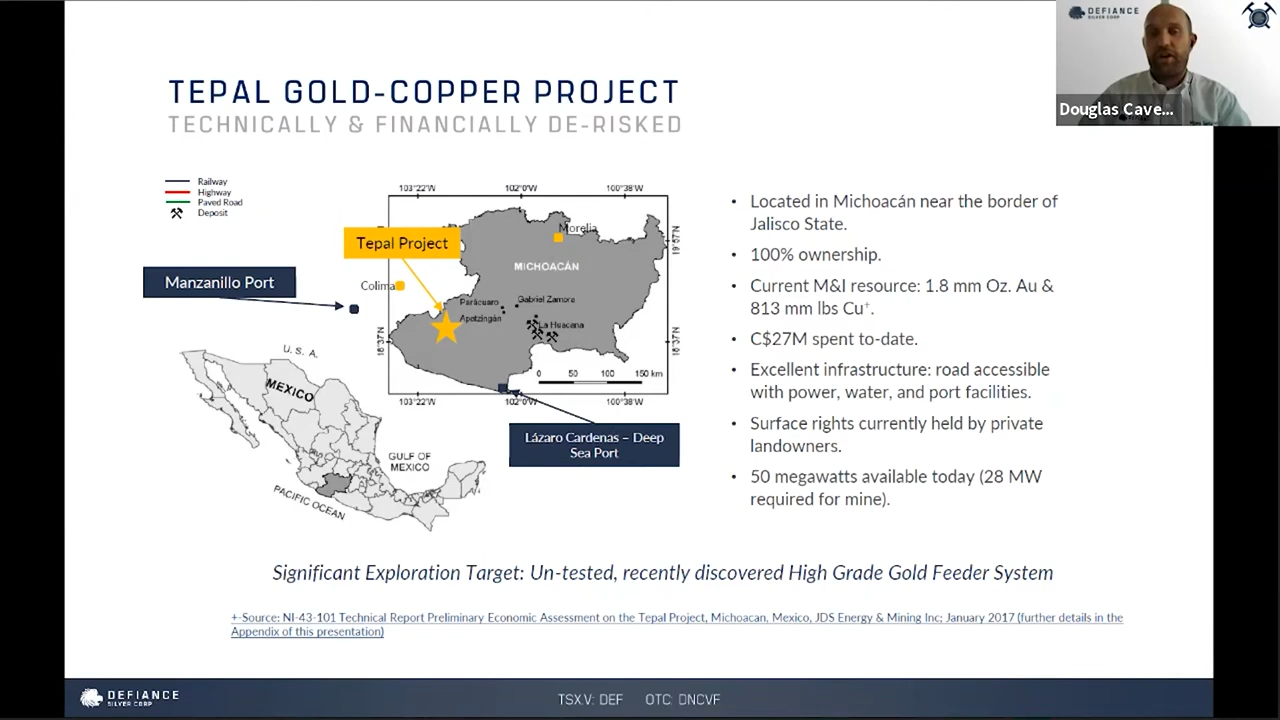 DEFIANCE
SILVER CORP
Douglas Cave...
TEPAL GOLD-COPPER PROJECT
TECHNICALLY & FINANCIALLY DE-RISKED
Railway
Highway
Paved Road
Deposit
103°22'W
102°0'W
100°38'W
Morelia
19°57'N
Tepal Project
MICHOACÁN
Manzanillo Port
Colima
Parácuaro
Gabriel Zamora
Apatzingán
La Huacana
18°37'N
18°37'N
0 50 100 150 km
103°22'W
102°0'W
100°38'W
Lázaro Cardenas – Deep
Sea Port
U. S. A.
MEXICO
GULF OF
MEXICO
PACIFIC OCEAN
• Located in Michoacán near the border of
Jalisco State.
• 100% ownership.
• Current M&I resource: 1.8 mm Oz. Au &
813 mm lbs Cu⁺.
• C$27M spent to-date.
• Excellent infrastructure: road accessible
with power, water, and port facilities.
• Surface rights currently held by private
landowners.
• 50 megawatts available today (28 MW
required for mine).
Significant Exploration Target: Un-tested, recently discovered High Grade Gold Feeder System
+-Source: NI-43-101 Technical Report Preliminary Economic Assessment on the Tepal Project, Michoacan, Mexico, JDS Energy & Mining Inc; January 2017 (further details in the
Appendix of this presentation)
DEFIANCE
SILVER CORP
TSX.V: DEF OTC: DNCVF